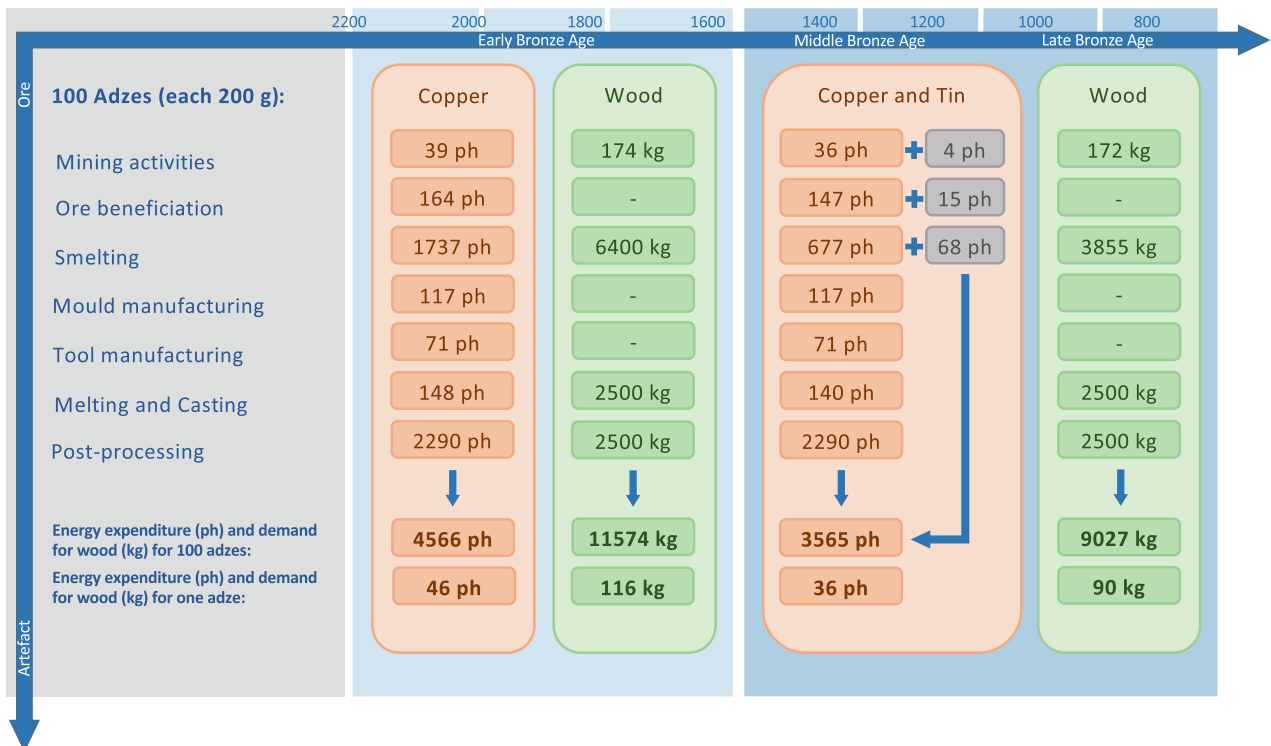 2200 2000 1800 1600 1400 1200 1000 800
Early Bronze Age Middle Bronze Age Late Bronze Age
Ore
100 Adzes (each 200 g): Copper Wood Copper and Tin Wood
Mining activities 39 ph 174 kg 36 ph + 4 ph 172 kg
Ore beneficiation 164 ph - 147 ph + 15 ph -
Smelting 1737 ph 6400 kg 677 ph + 68 ph 3855 kg
Mould manufacturing 117 ph - 117 ph -
Tool manufacturing 71 ph - 71 ph -
Melting and Casting 148 ph 2500 kg 140 ph 2500 kg
Post-processing 2290 ph 2500 kg 2290 ph 2500 kg
Energy expenditure (ph) and demand
for wood (kg) for 100 adzes: 4566 ph 11574 kg 3565 ph 9027 kg
Energy expenditure (ph) and demand
for wood (kg) for one adze: 46 ph 116 kg 36 ph 90 kg
Artefact